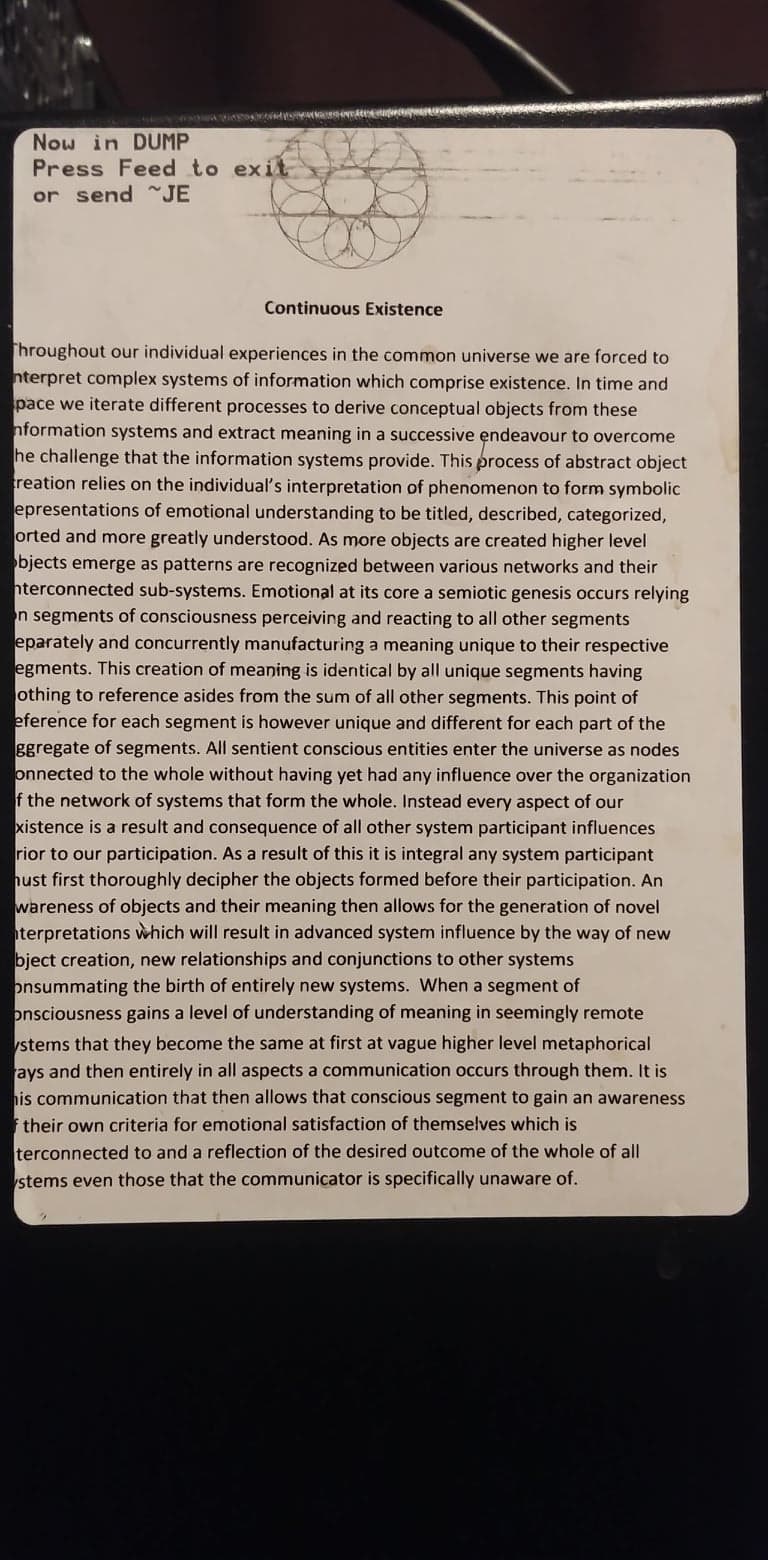 Now in DUMP
Press Feed to exit
or send ~JE
Continuous Existence
Throughout our individual experiences in the common universe we are forced to
nterpret complex systems of information which comprise existence. In time and
pace we iterate different processes to derive conceptual objects from these
nformation systems and extract meaning in a successive endeavour to overcome
he challenge that the information systems provide. This process of abstract object
reation relies on the individual's interpretation of phenomenon to form symbolic
epresentations of emotional understanding to be titled, described, categorized,
orted and more greatly understood. As more objects are created higher level
bjects emerge as patterns are recognized between various networks and their
nterconnected sub-systems. Emotional at its core a semiotic genesis occurs relying
n segments of consciousness perceiving and reacting to all other segments
eparately and concurrently manufacturing a meaning unique to their respective
egments. This creation of meaning is identical by all unique segments having
othing to reference asides from the sum of all other segments. This point of
eference for each segment is however unique and different for each part of the
ggregate of segments. All sentient conscious entities enter the universe as nodes
onnected to the whole without having yet had any influence over the organization
f the network of systems that form the whole. Instead every aspect of our
xistence is a result and consequence of all other system participant influences
rior to our participation. As a result of this it is integral any system participant
ust first thoroughly decipher the objects formed before their participation. An
wareness of objects and their meaning then allows for the generation of novel
terpretations which will result in advanced system influence by the way of new
bject creation, new relationships and conjunctions to other systems
onsummating the birth of entirely new systems. When a segment of
onsciousness gains a level of understanding of meaning in seemingly remote
ystems that they become the same at first at vague higher level metaphorical
ays and then entirely in all aspects a communication occurs through them. It is
his communication that then allows that conscious segment to gain an awareness
f their own criteria for emotional satisfaction of themselves which is
terconnected to and a reflection of the desired outcome of the whole of all
ystems even those that the communicator is specifically unaware of.